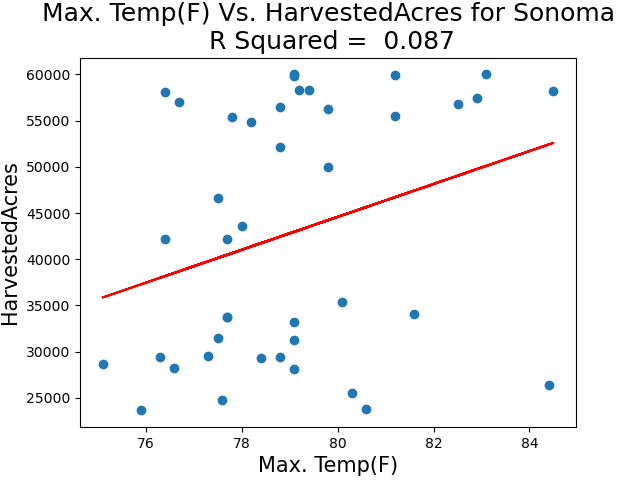 Max. Temp(F) Vs. HarvestedAcres for Sonoma
R Squared =  0.087
60000
55000
50000
45000
40000
35000
30000
25000
HarvestedAcres
76 78 80 82 84
Max. Temp(F)